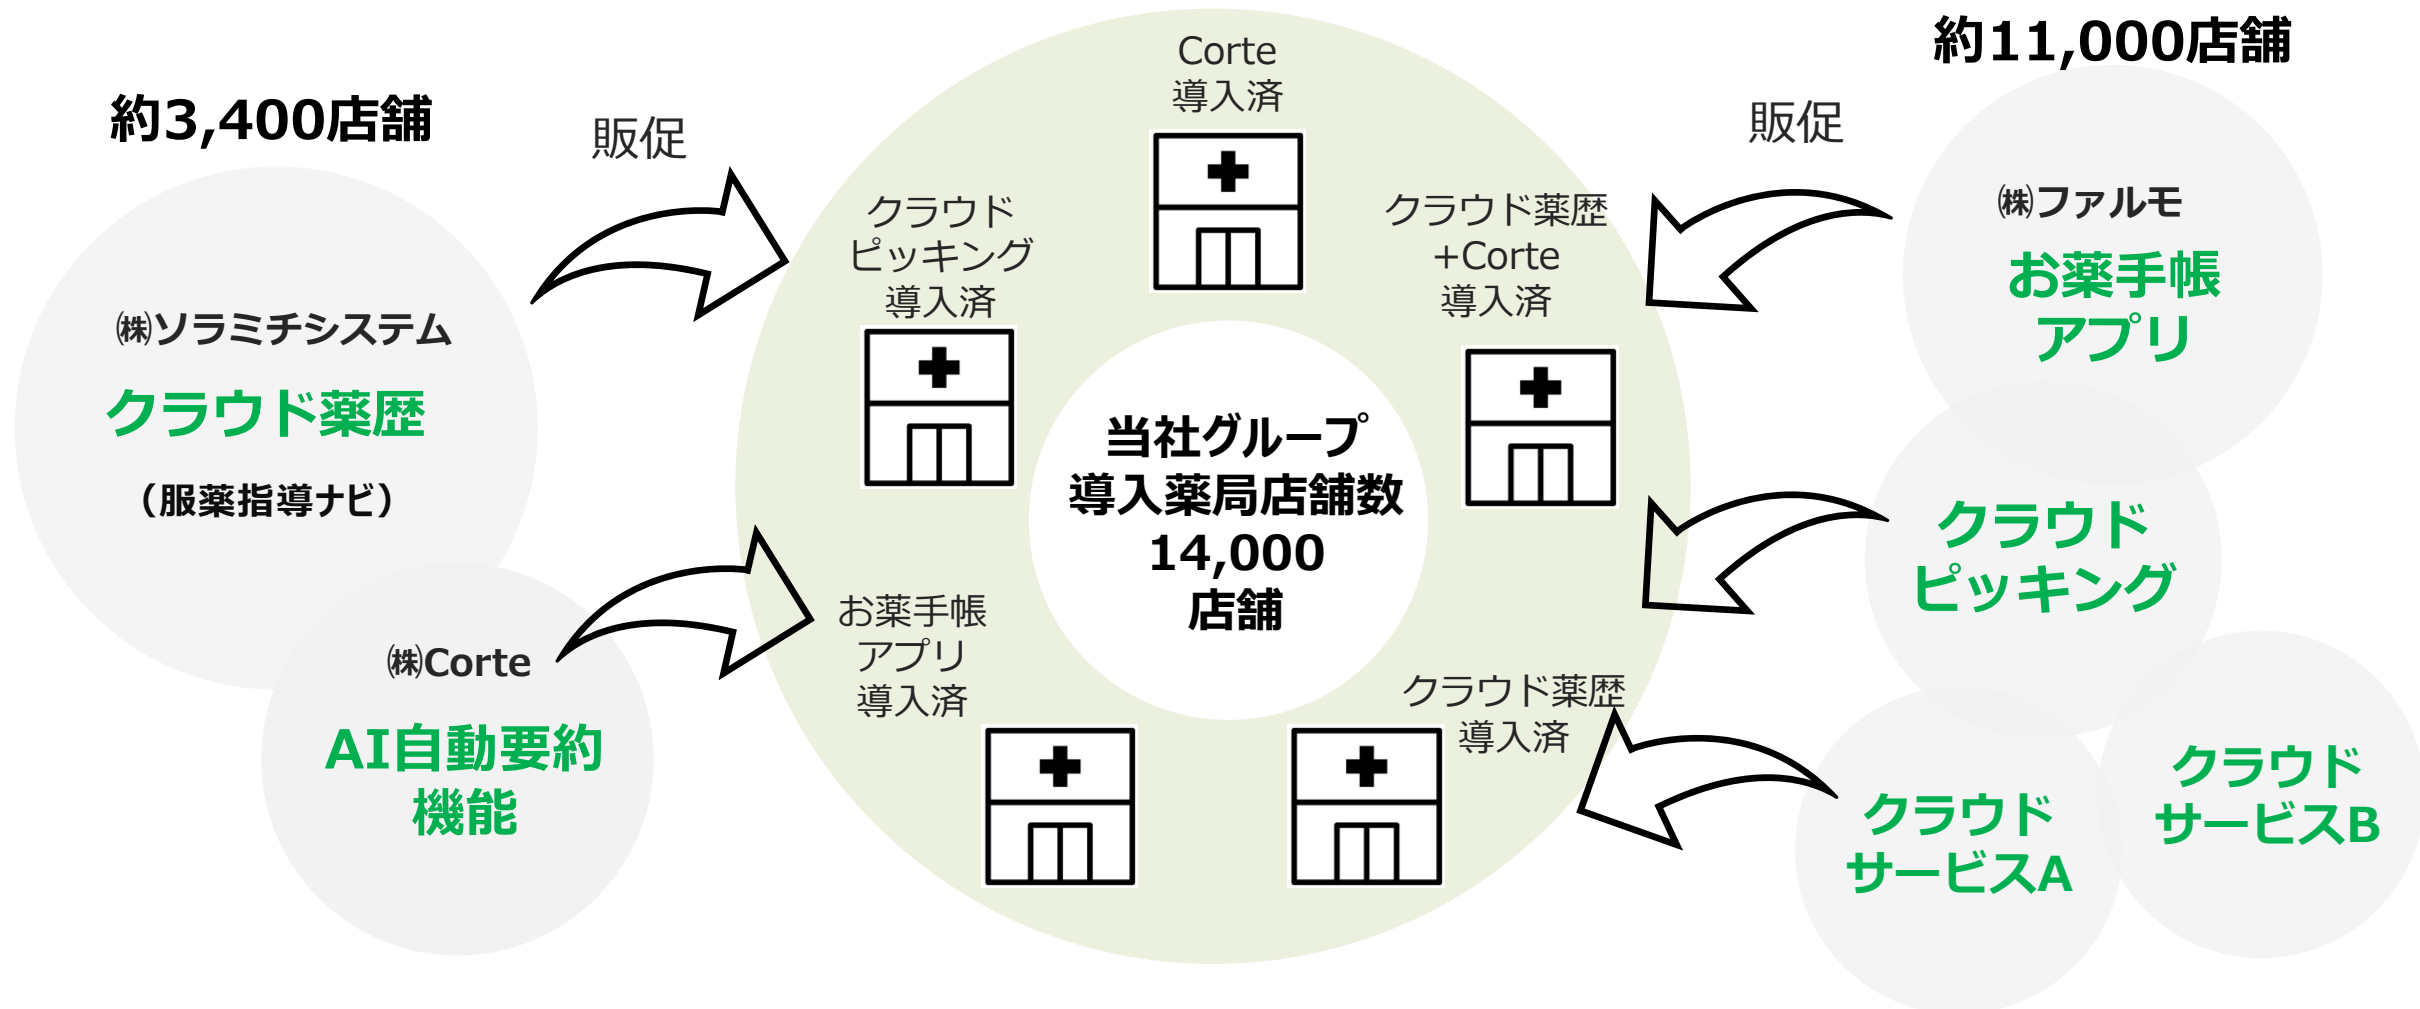 約3,400店舗
㈱ソラミチシステム
クラウド薬歴
（服薬指導ナビ）
㈱Corte
AI自動要約
機能
販促
Corte
導入済
クラウド
ピッキング
導入済
クラウド薬歴
+Corte
導入済
当社グループ
導入薬局店舗数
14,000
店舗
お薬手帳
アプリ
導入済
クラウド薬歴
導入済
販促
約11,000店舗
㈱ファルモ
お薬手帳
アプリ
クラウド
ピッキング
クラウド
サービスA
クラウド
サービスB